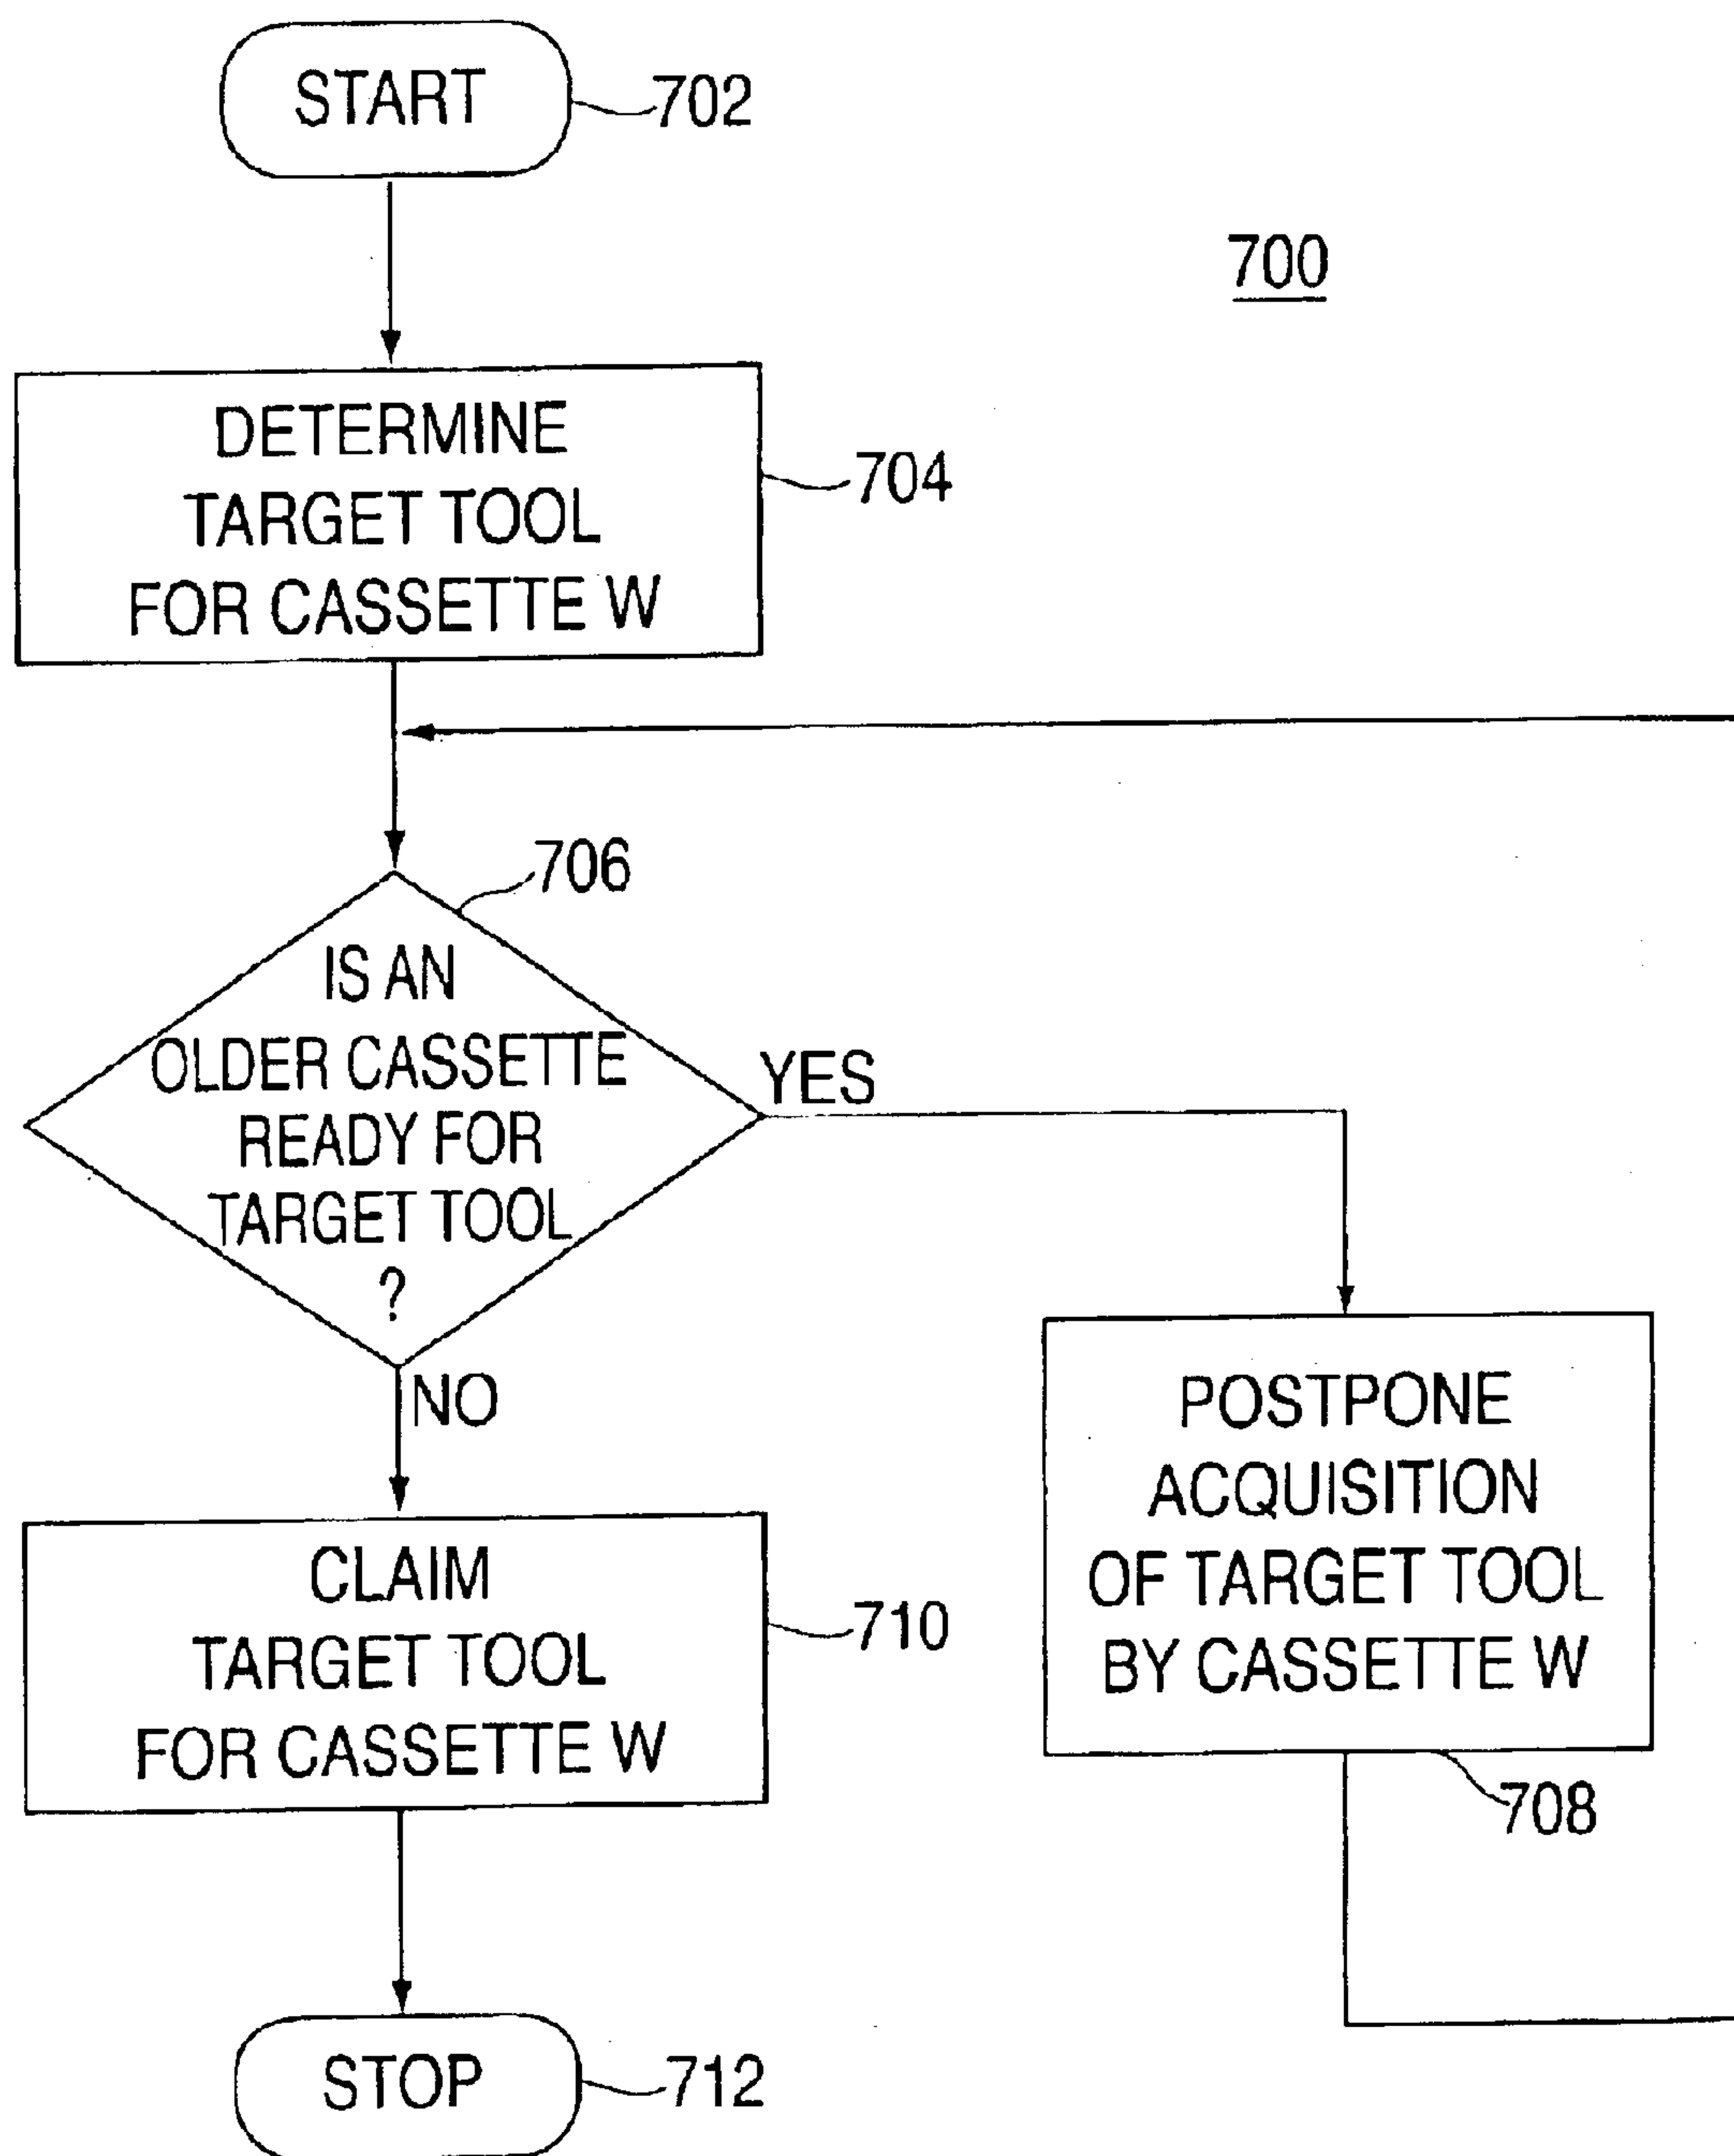 START
702
700
DETERMINE
TARGET TOOL
FOR CASSETTE W
704
706
IS AN
OLDER CASSETTE
READY FOR
TARGET TOOL
?
YES
NO
POSTPONE
ACQUISITION
OF TARGET TOOL
BY CASSETTE W
708
CLAIM
TARGET TOOL
FOR CASSETTE W
710
STOP
712